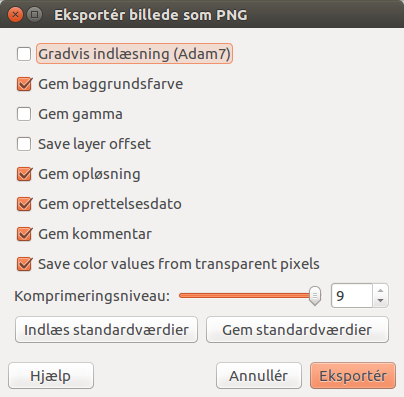 Eksportér billede som PNG
Gradvis indlæsning (Adam7)
Gem baggrundsfarve
Gem gamma
Save layer offset
Gem opløsning
Gem oprettelsesdato
Gem kommentar
Save color values from transparent pixels
Komprimeringsniveau: 9
Indlæs standardværdier Gem standardværdier
Hjælp Annullér Eksportér